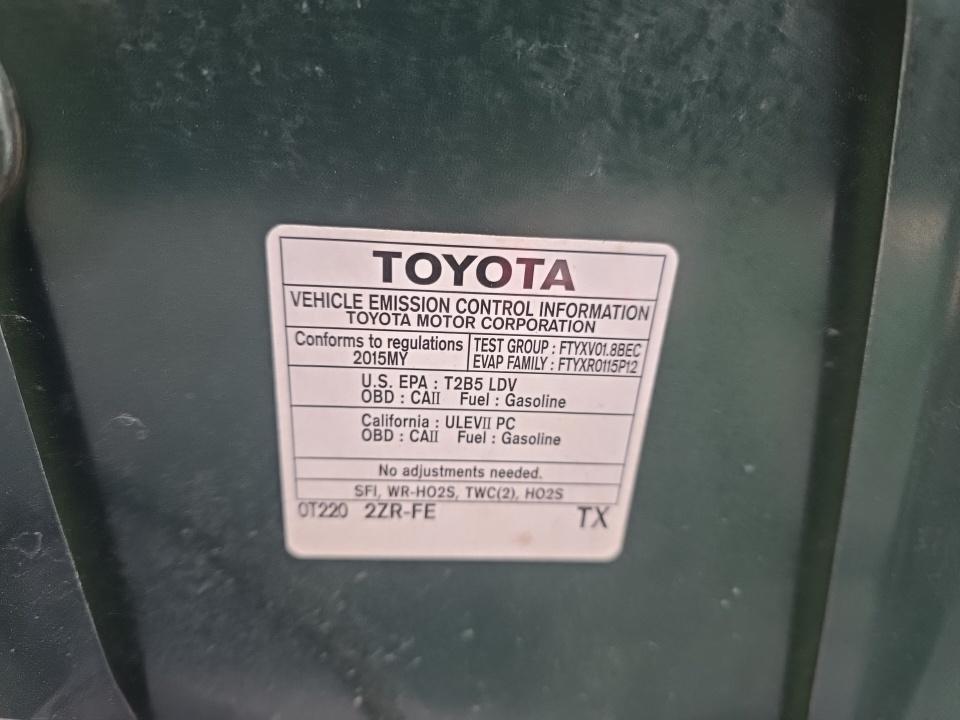 TOYOTA
VEHICLE EMISSION CONTROL INFORMATION
TOYOTA MOTOR CORPORATION
Conforms to regulations
2015MY
TEST GROUP : FTYXV01.8BEC
EVAP FAMILY : FTYXR0115P12
U.S. EPA : T2B5 LDV
OBD : CAII Fuel : Gasoline
California : ULEVII PC
OBD : CAII Fuel : Gasoline
No adjustments needed.
SFI, WR-HO2S, TWC(2), HO2S
0T220 2ZR-FE TX